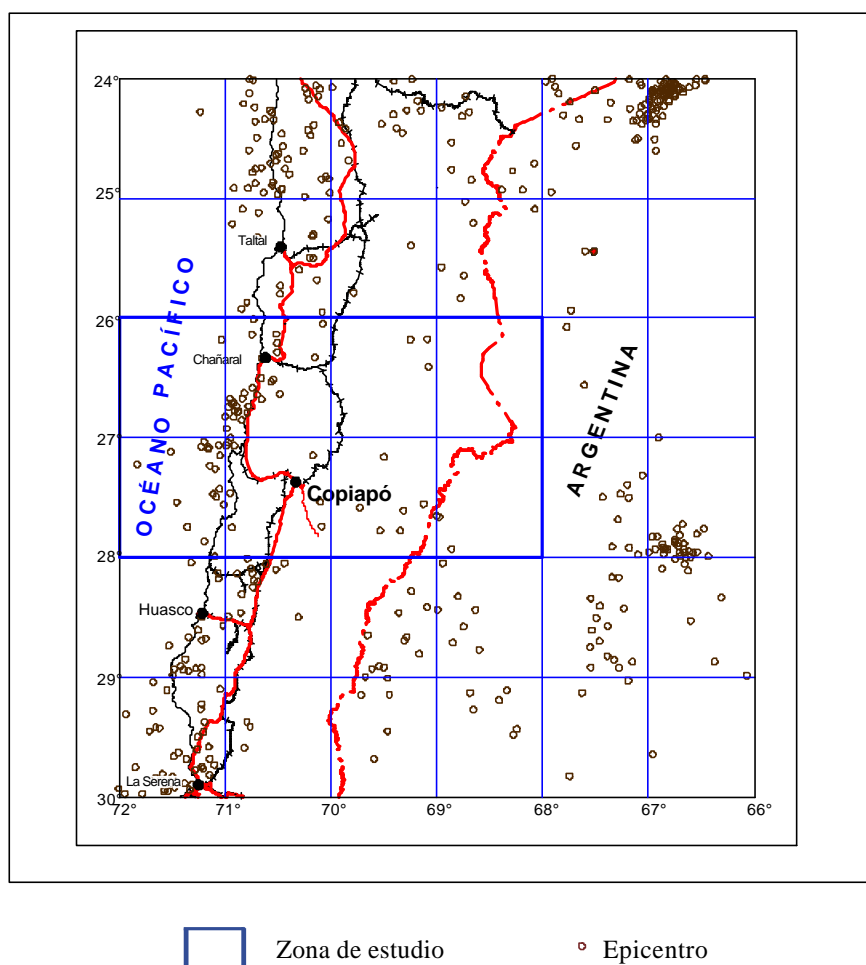 24°
25°
Taltal
OCÉANO PACÍFICO
26°
Chañaral
ARGENTINA
27°
Copiapó
28°
Huasco
29°
La Serena
30°
72
71
70
69
68
67
66
Zona de estudio
Epicentro